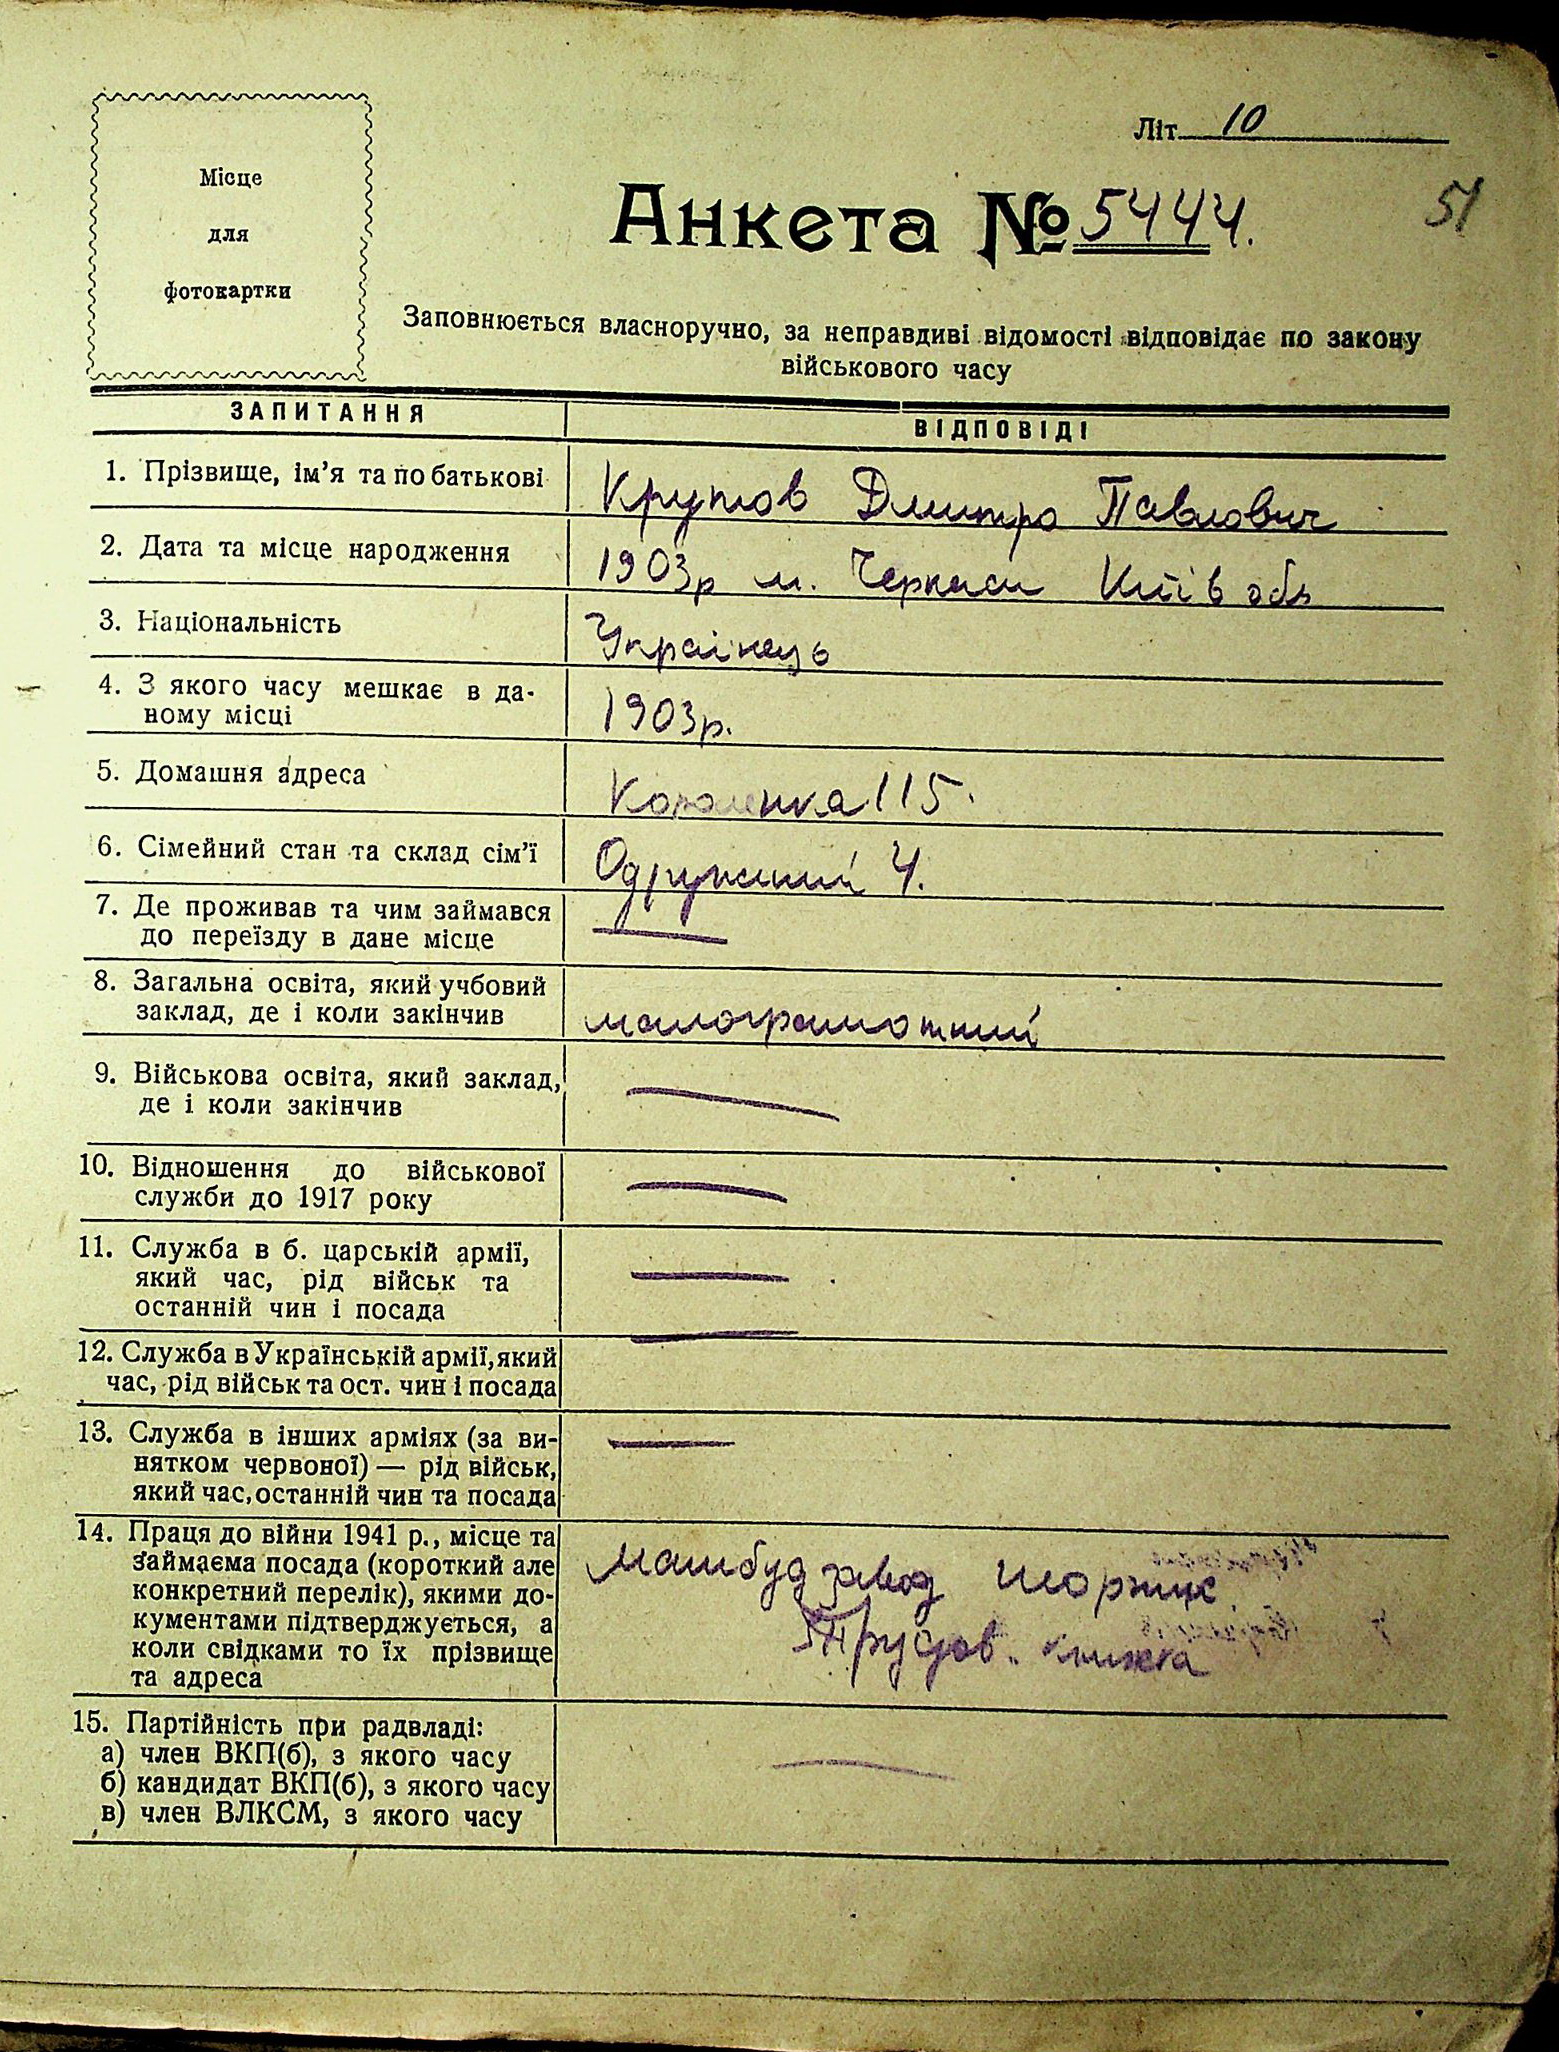 Місце
для
фотокартки
Літ. 10
51
Анкета № 5444.
Заповнюється власноручно, за неправдиві відомості відповідає по закону
військового часу
ЗАПИТАННЯ
ВІДПОВІДІ
1. Прізвище, ім'я та по батькові
Крутов Дмитро Павлович
2. Дата та місце народження
1903р м. Черкаси Київ обл
3. Національність
Українець
4. З якого часу мешкає в да-
ному місці
1903р.
5. Домашня адреса
Короленка 115.
6. Сімейний стан та склад сім'ї
Одружений 4.
7. Де проживав та чим займався
до переїзду в дане місце
8. Загальна освіта, який учбовий
заклад, де і коли закінчив
малограмотний
9. Військова освіта, який заклад,
де і коли закінчив
10. Відношення до військової
служби до 1917 року
11. Служба в б. царській армії,
який час, рід військ та
останній чин і посада
12. Служба в Українській армії, який
час, рід військ та ост. чин і посада
13. Служба в інших арміях (за ви-
нятком червоної) — рід військ,
який час, останній чин та посада
14. Праця до війни 1941 р., місце та
займаєма посада (короткий але
конкретний перелік), якими до-
кументами підтверджується, а
коли свідками то їх прізвище
та адреса
Машбуд завод
книжка
15. Партійність при радвладі:
а) член ВКП(б), з якого часу
б) кандидат ВКП(б), з якого часу
в) член ВЛКСМ, з якого часу